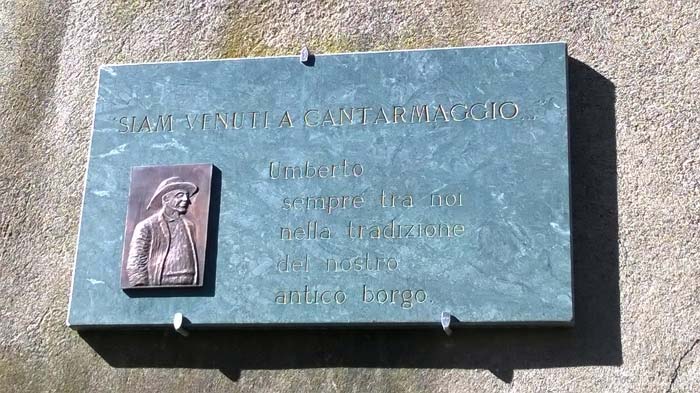 "SIAM VENUTI A CANTARMAGGIO..."
Umberto
sempre tra noi
nella tradizione
del nostro
antico borgo.